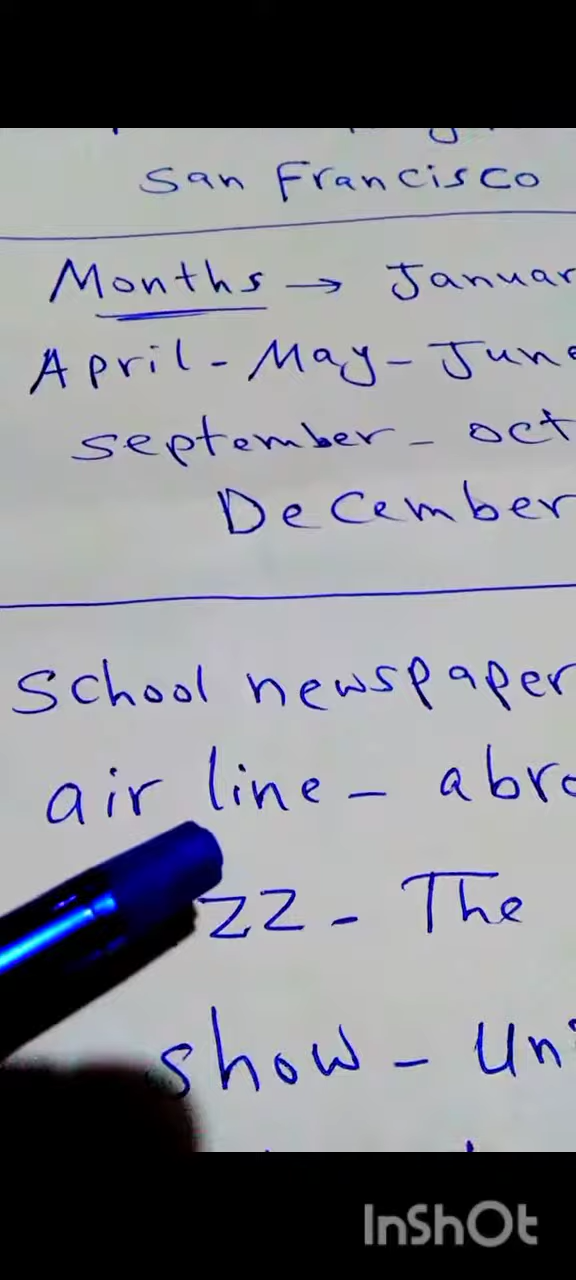 San Francisco
Months → Januar
April - May - June
September - oct
December
School newspaper
air line - abro
zz - The
show - Uni
InShOt